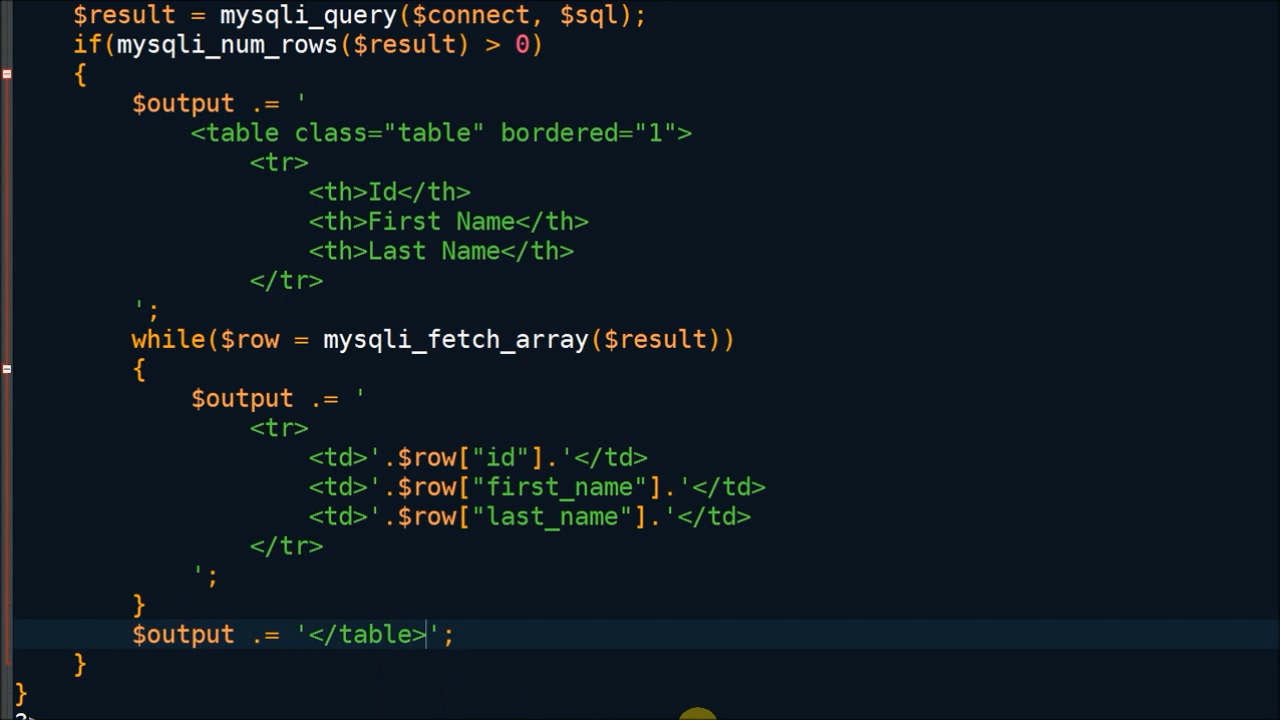 $result = mysqli_query($connect, $sql);
if(mysqli_num_rows($result) > 0)
{
$output .= '
<table class="table" bordered="1">
<tr>
<th>Id</th>
<th>First Name</th>
<th>Last Name</th>
</tr>
';
while($row = mysqli_fetch_array($result))
{
$output .= '
<tr>
<td>'.$row["id"].'</td>
<td>'.$row["first_name"].'</td>
<td>'.$row["last_name"].'</td>
</tr>
';
}
$output .= '</table>';
}
}
?>